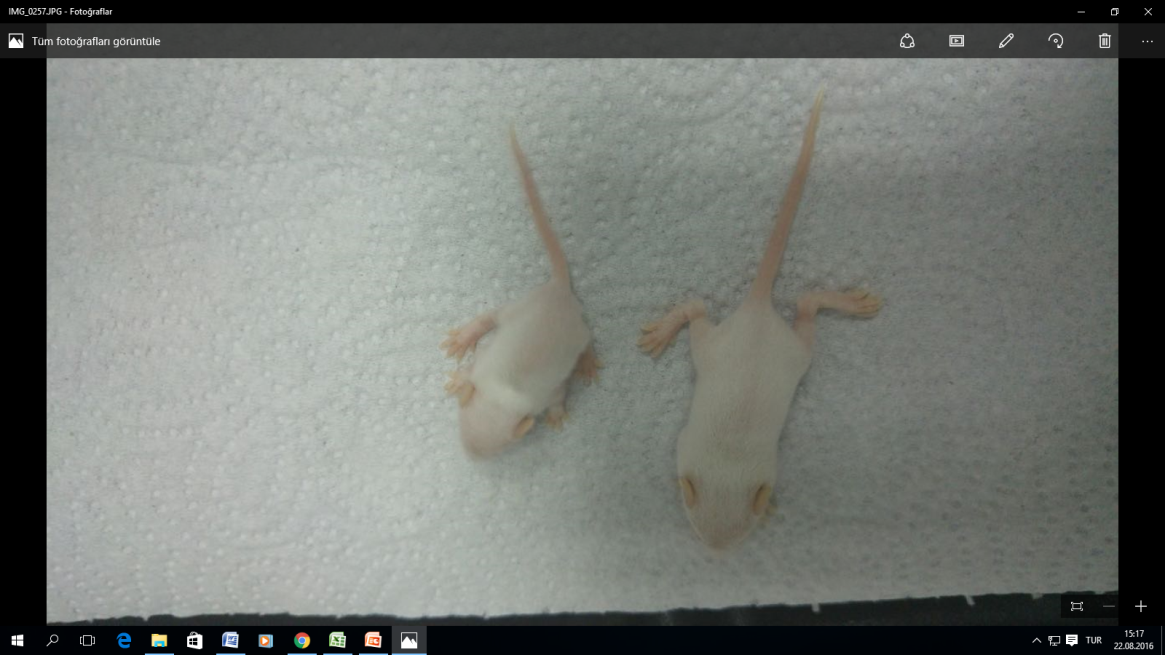 IMG_0257.JPG - Fotoğraflar
Tüm fotoğrafları görüntüle
TUR
15:17
22.08.2016